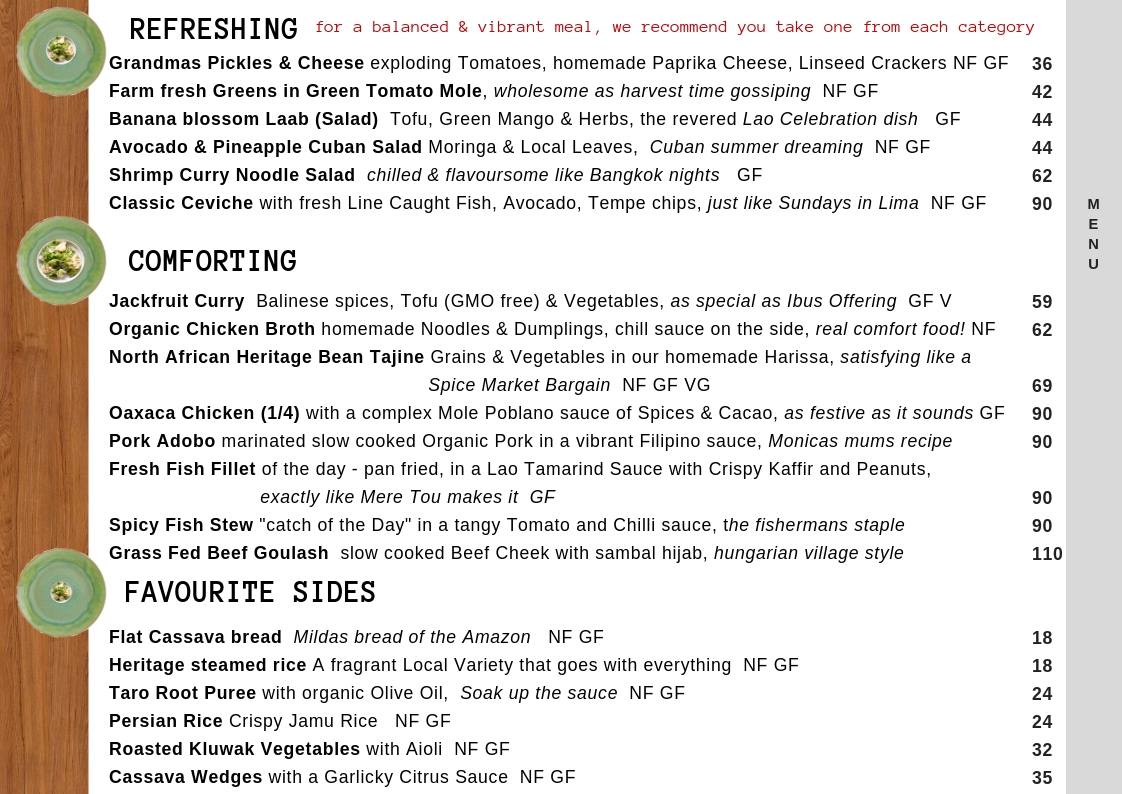 REFRESHING for a balanced & vibrant meal, we recommend you take one from each category
Grandmas Pickles & Cheese exploding Tomatoes, homemade Paprika Cheese, Linseed Crackers NF GF 36
Farm fresh Greens in Green Tomato Mole, wholesome as harvest time gossiping NF GF 42
Banana blossom Laab (Salad) Tofu, Green Mango & Herbs, the revered Lao Celebration dish GF 44
Avocado & Pineapple Cuban Salad Moringa & Local Leaves, Cuban summer dreaming NF GF 44
Shrimp Curry Noodle Salad chilled & flavoursome like Bangkok nights GF 62
Classic Ceviche with fresh Line Caught Fish, Avocado, Tempe chips, just like Sundays in Lima NF GF 90
MENU
COMFORTING
Jackfruit Curry Balinese spices, Tofu (GMO free) & Vegetables, as special as Ibus Offering GF V 59
Organic Chicken Broth homemade Noodles & Dumplings, chill sauce on the side, real comfort food! NF 62
North African Heritage Bean Tajine Grains & Vegetables in our homemade Harissa, satisfying like a
Spice Market Bargain NF GF VG 69
Oaxaca Chicken (1/4) with a complex Mole Poblano sauce of Spices & Cacao, as festive as it sounds GF 90
Pork Adobo marinated slow cooked Organic Pork in a vibrant Filipino sauce, Monicas mums recipe 90
Fresh Fish Fillet of the day - pan fried, in a Lao Tamarind Sauce with Crispy Kaffir and Peanuts,
exactly like Mere Tou makes it GF 90
Spicy Fish Stew "catch of the Day" in a tangy Tomato and Chilli sauce, the fishermans staple 90
Grass Fed Beef Goulash slow cooked Beef Cheek with sambal hijab, hungarian village style 110
FAVOURITE SIDES
Flat Cassava bread Mildas bread of the Amazon NF GF 18
Heritage steamed rice A fragrant Local Variety that goes with everything NF GF 18
Taro Root Puree with organic Olive Oil, Soak up the sauce NF GF 24
Persian Rice Crispy Jamu Rice NF GF 24
Roasted Kluwak Vegetables with Aioli NF GF 32
Cassava Wedges with a Garlicky Citrus Sauce NF GF 35